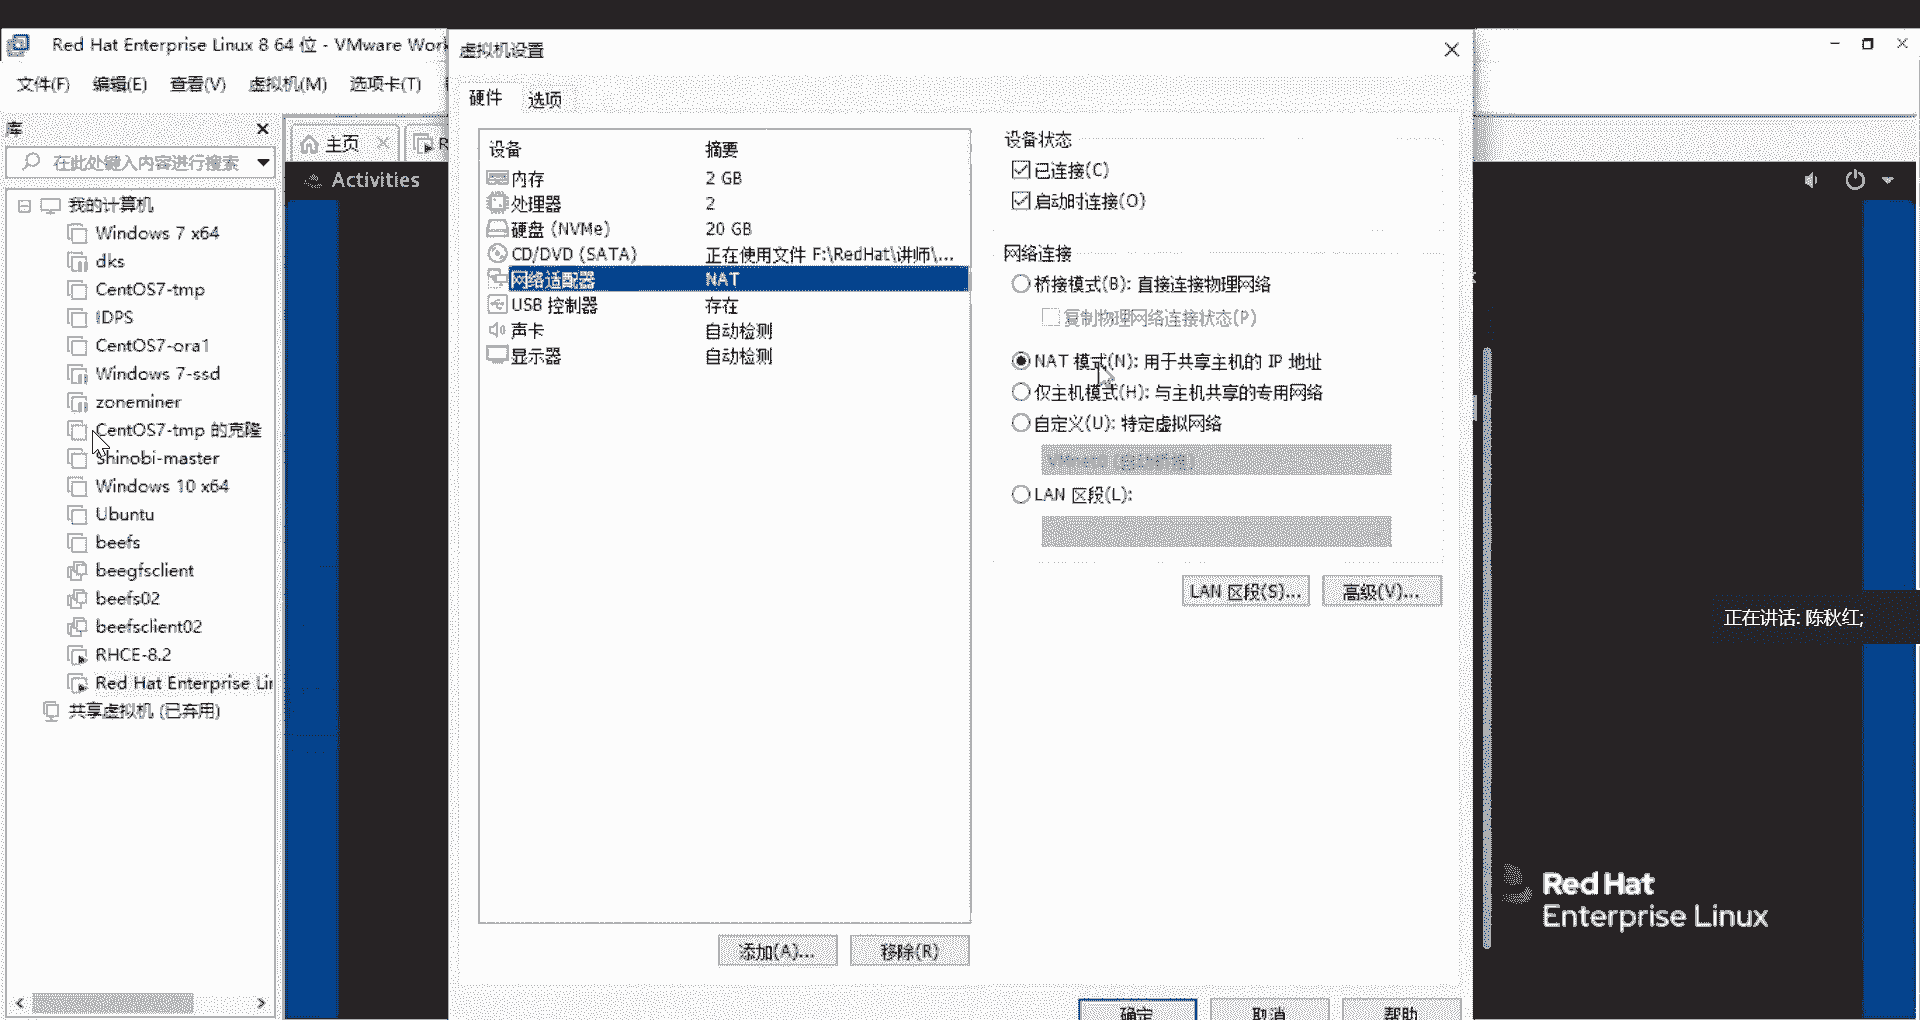 Red Hat Enterprise Linux 8 64 位 - VMware Work
文件(F) 编辑(E) 查看(V) 虚拟机(M) 选项卡(T)
库
在此处键入内容进行搜索
我的计算机
Windows 7 x64
dks
CentOS7-tmp
IDPS
CentOS7-ora1
Windows 7-ssd
zoneminer
CentOS7-tmp 的克隆
Shinobi-master
Windows 10 x64
Ubuntu
beefs
beegfsclient
beefs02
beefsclient02
RHCE-8.2
Red Hat Enterprise Lin
共享虚拟机 (已弃用)
主页
R
Activities
虚拟机设置
硬件 选项
设备 摘要
内存 2 GB
处理器 2
硬盘 (NVMe) 20 GB
CD/DVD (SATA) 正在使用文件 F:\RedHat\讲师\...
网络适配器 NAT
USB 控制器 存在
声卡 自动检测
显示器 自动检测
添加(A)... 移除(R)
设备状态
已连接(C)
启动时连接(O)
网络连接
桥接模式(B): 直接连接物理网络
复制物理网络连接状态(P)
NAT 模式(N): 用于共享主机的 IP 地址
仅主机模式(H): 与主机共享的专用网络
自定义(U): 特定虚拟网络
VMnet0 (自动桥接)
LAN 区段(L):
LAN 区段(S)... 高级(V)...
确定 取消 帮助
正在讲话: 陈秋红;
Red Hat
Enterprise Linux